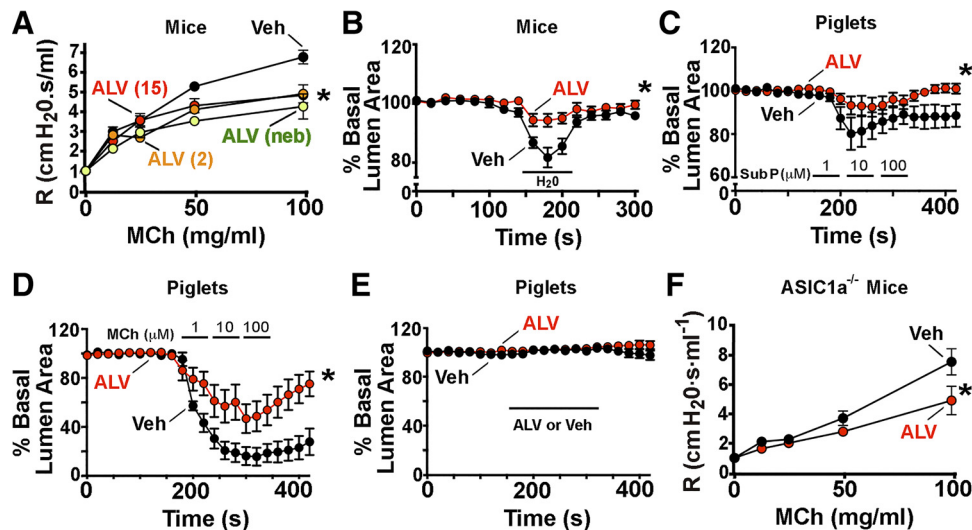 A
Mice
Veh
R (cm H20.s/ml)
7
6
5
4
3
2
1
0
ALV (15)
ALV (2)
ALV (neb)
*
0
50
100
MCh (mg/ml)
B
Mice
% Basal
Lumen Area
120
100
80
0
ALV
*
Veh
H20
0
100
200
300
Time (s)
C
Piglets
% Basal
Lumen Area
120
100
80
60
0
ALV
*
Veh
Sub P(μM) 1 10 100
0
200
400
Time (s)
D
Piglets
% Basal
Lumen Area
120
80
40
0
MCh (μM) 1 10 100
ALV
*
Veh
0
200
400
Time (s)
E
Piglets
% Basal
Lumen Area
120
80
40
0
ALV
Veh
ALV or Veh
0
200
400
Time (s)
F
ASIC1a-/- Mice
R (cm H20·s·ml-1)
8
6
4
2
0
Veh
*
ALV
0
50
100
MCh (mg/ml)